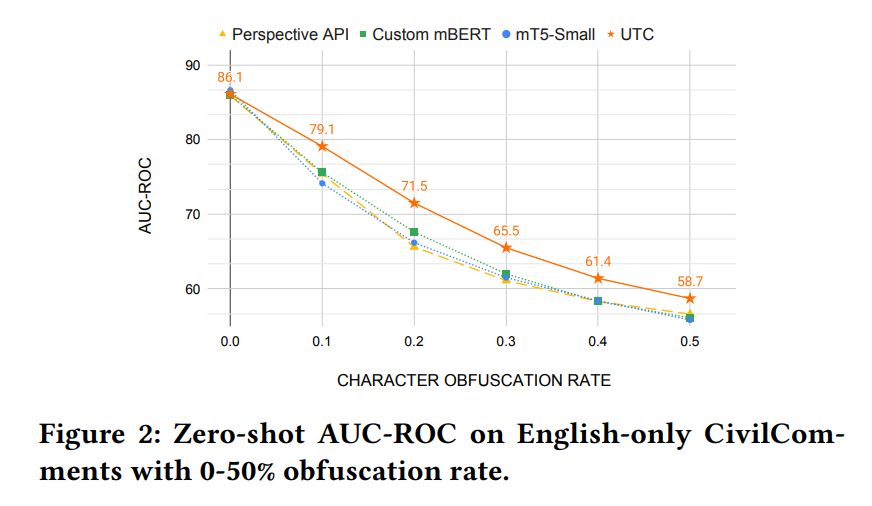 Perspective API Custom mBERT mT5-Small UTC
90
80
70
60
AUC-ROC
86.1
79.1
71.5
65.5
61.4
58.7
0.0 0.1 0.2 0.3 0.4 0.5
CHARACTER OBFUSCATION RATE
Figure 2: Zero-shot AUC-ROC on English-only CivilCom-
ments with 0-50% obfuscation rate.